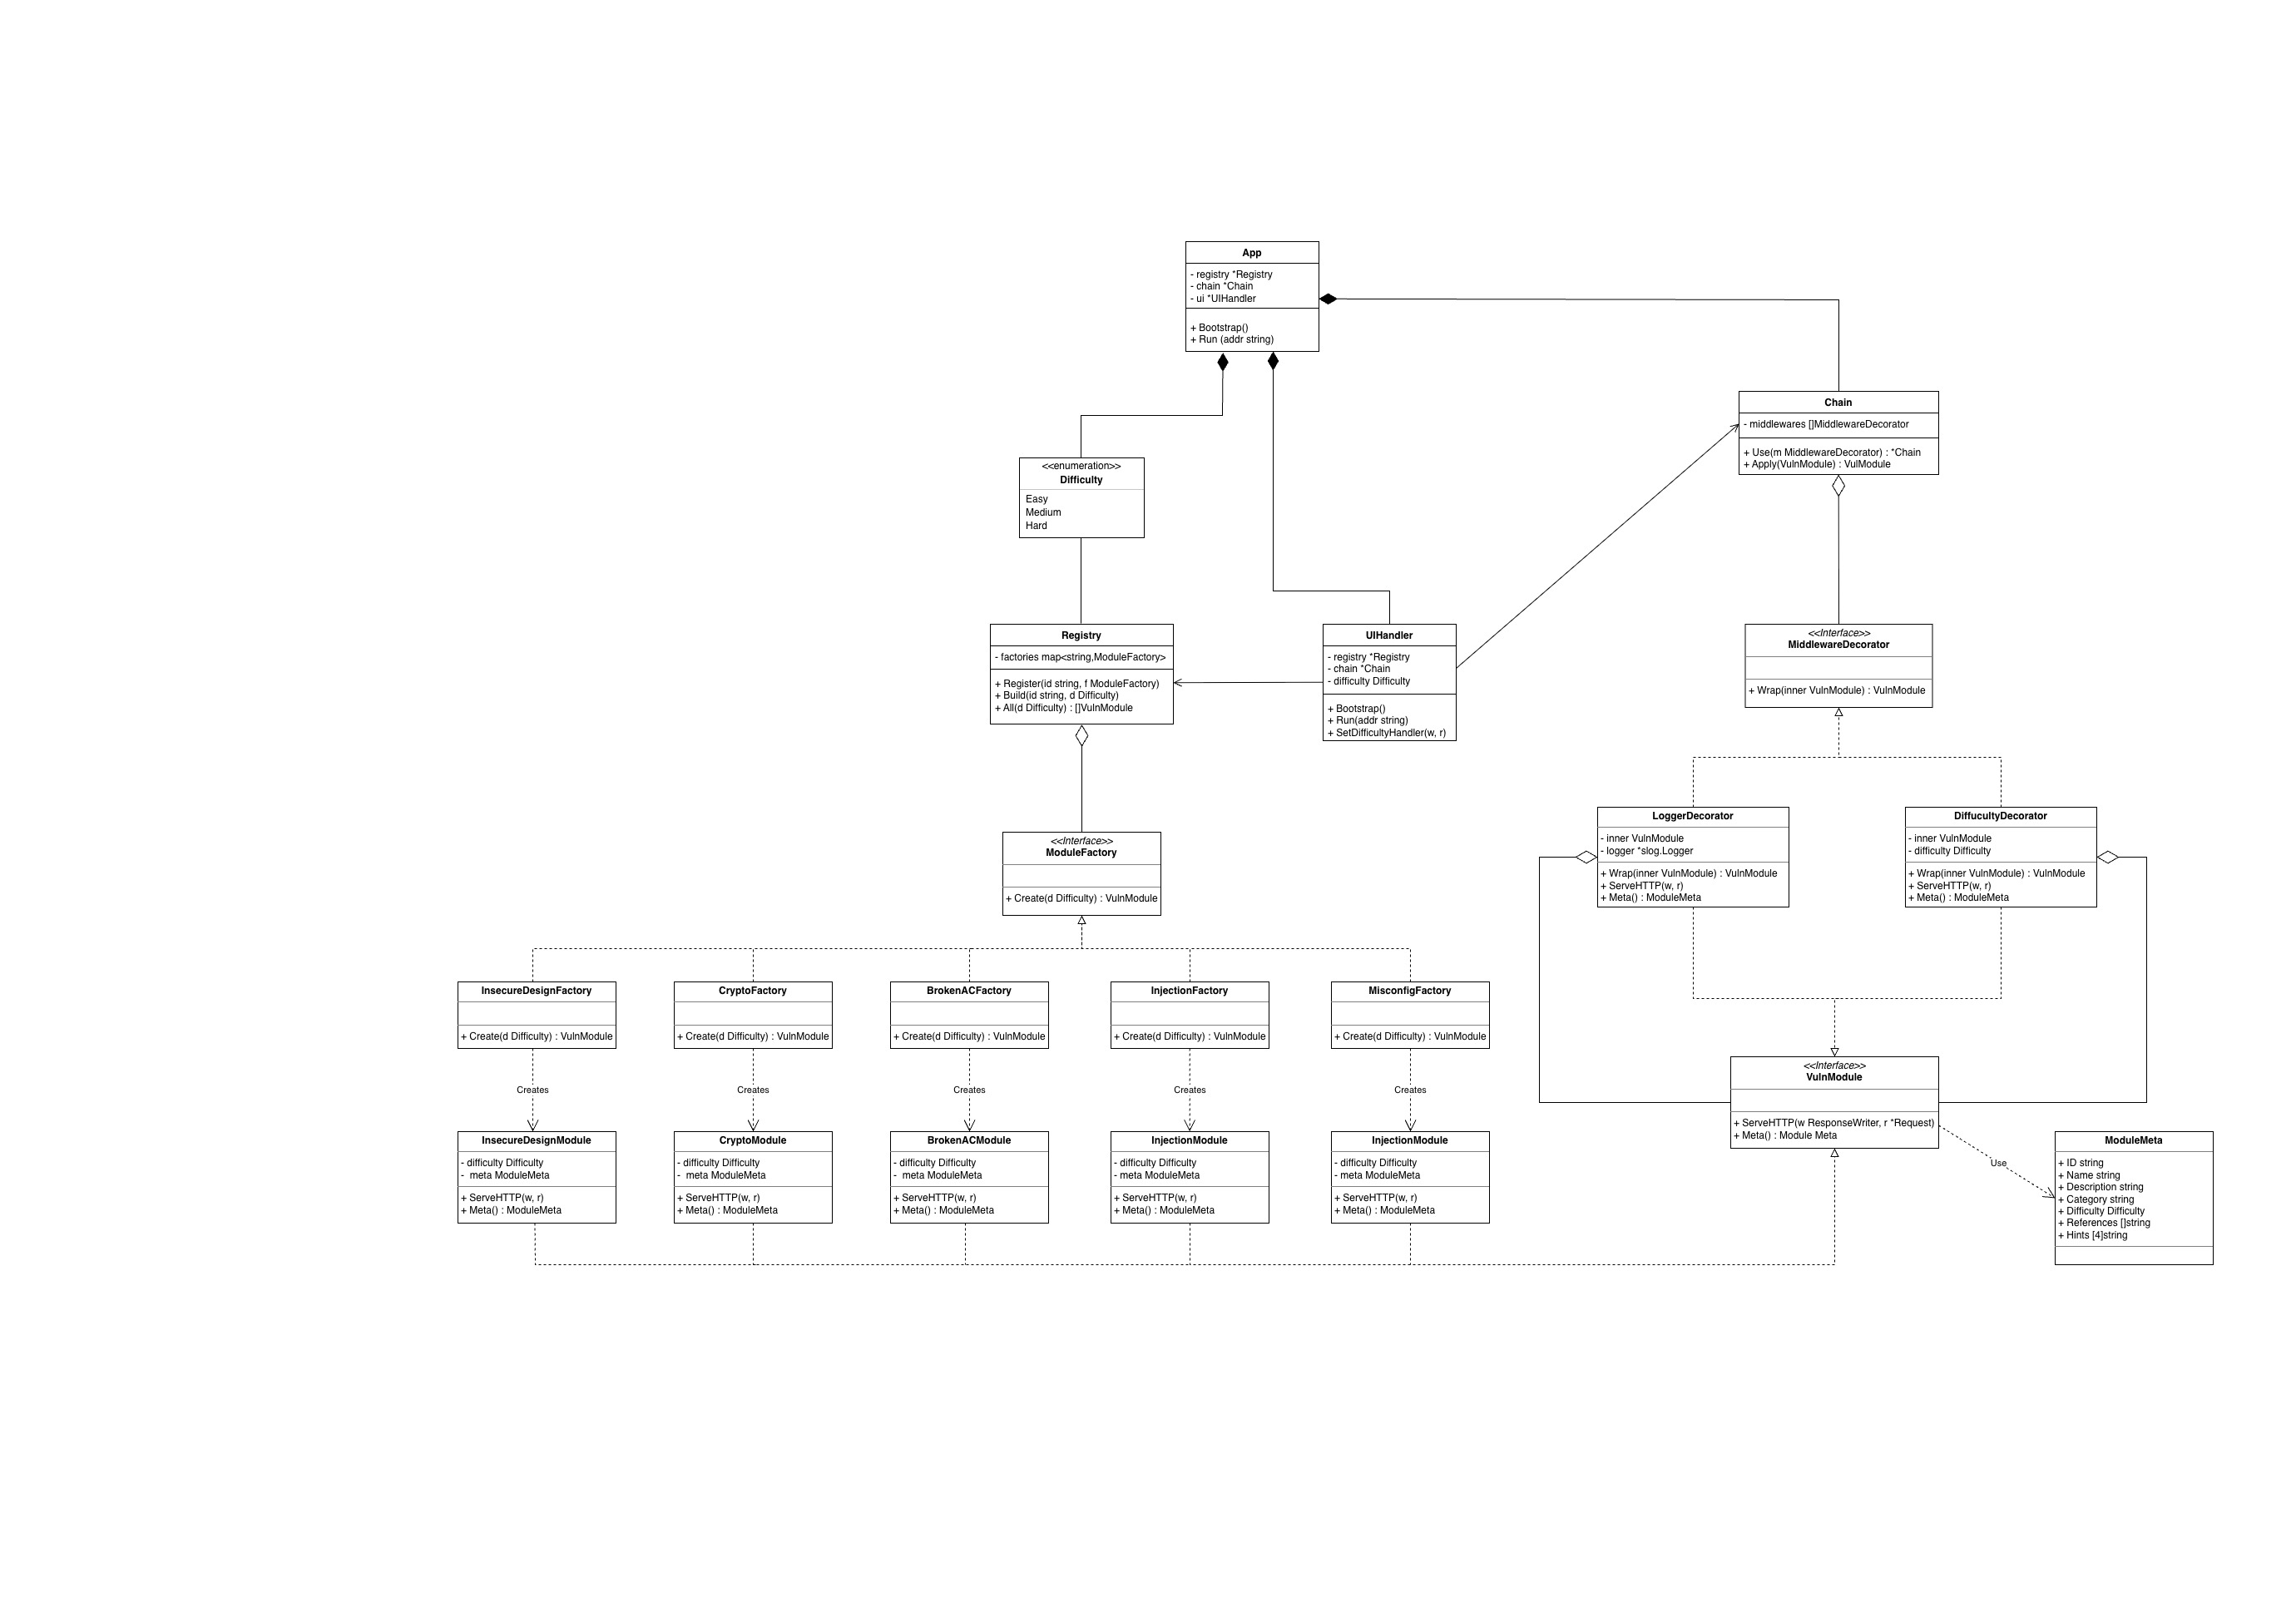 App
- registry *Registry
- chain *Chain
- ui *UIHandler
+ Bootstrap()
+ Run (addr string)
Chain
- middlewares []MiddlewareDecorator
+ Use(m MiddlewareDecorator) : *Chain
+ Apply(VulnModule) : VulModule
<<enumeration>>
Difficulty
Easy
Medium
Hard
Registry
- factories map<string,ModuleFactory>
+ Register(id string, f ModuleFactory)
+ Build(id string, d Difficulty)
+ All(d Difficulty) : []VulnModule
UIHandler
- registry *Registry
- chain *Chain
- difficulty Difficulty
+ Bootstrap()
+ Run(addr string)
+ SetDifficultyHandler(w, r)
<<Interface>>
MiddlewareDecorator
+ Wrap(inner VulnModule) : VulnModule
LoggerDecorator
- inner VulnModule
- logger *slog.Logger
+ Wrap(inner VulnModule) : VulnModule
+ ServeHTTP(w, r)
+ Meta() : ModuleMeta
DiffucultyDecorator
- inner VulnModule
- difficulty Difficulty
+ Wrap(inner VulnModule) : VulnModule
+ ServeHTTP(w, r)
+ Meta() : ModuleMeta
<<Interface>>
ModuleFactory
+ Create(d Difficulty) : VulnModule
InsecureDesignFactory
+ Create(d Difficulty) : VulnModule
CryptoFactory
+ Create(d Difficulty) : VulnModule
BrokenACFactory
+ Create(d Difficulty) : VulnModule
InjectionFactory
+ Create(d Difficulty) : VulnModule
MisconfigFactory
+ Create(d Difficulty) : VulnModule
Creates
Creates
Creates
Creates
Creates
<<Interface>>
VulnModule
+ ServeHTTP(w ResponseWriter, r *Request)
+ Meta() : Module Meta
Use
InsecureDesignModule
- difficulty Difficulty
- meta ModuleMeta
+ ServeHTTP(w, r)
+ Meta() : ModuleMeta
CryptoModule
- difficulty Difficulty
- meta ModuleMeta
+ ServeHTTP(w, r)
+ Meta() : ModuleMeta
BrokenACModule
- difficulty Difficulty
- meta ModuleMeta
+ ServeHTTP(w, r)
+ Meta() : ModuleMeta
InjectionModule
- difficulty Difficulty
- meta ModuleMeta
+ ServeHTTP(w, r)
+ Meta() : ModuleMeta
InjectionModule
- difficulty Difficulty
- meta ModuleMeta
+ ServeHTTP(w, r)
+ Meta() : ModuleMeta
ModuleMeta
+ ID string
+ Name string
+ Description string
+ Category string
+ Difficulty Difficulty
+ References []string
+ Hints [4]string